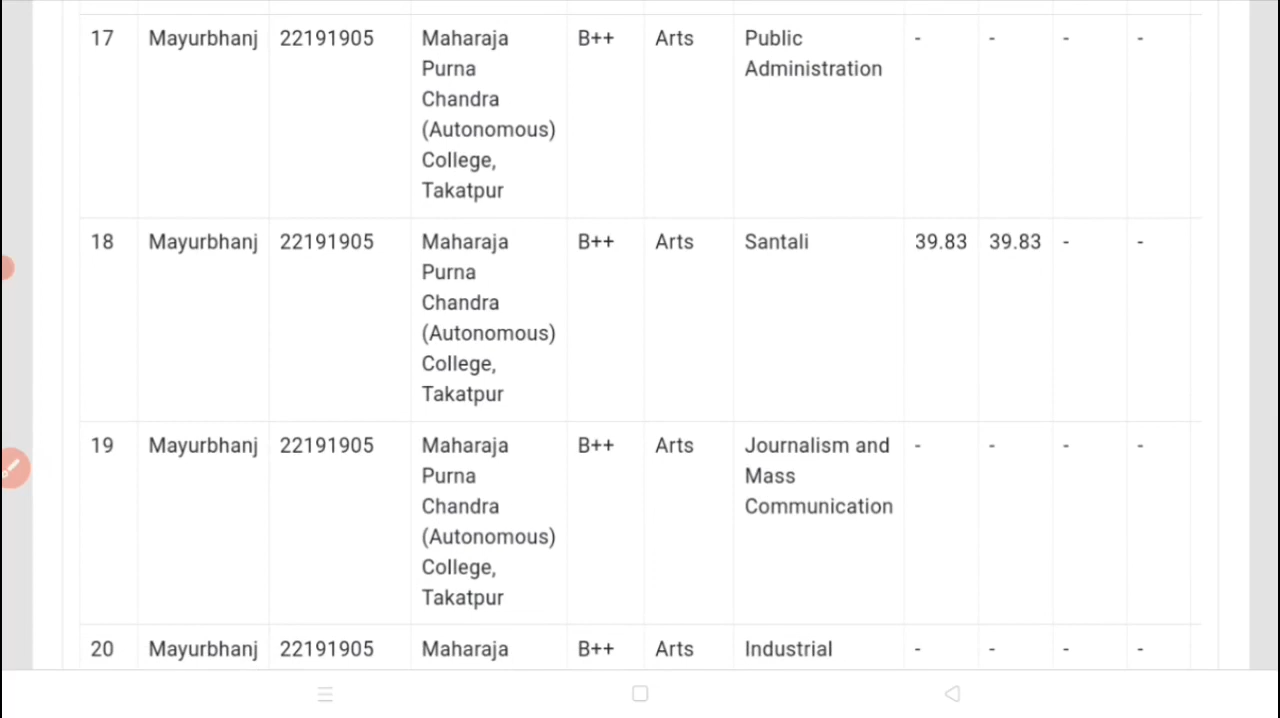 17 Mayurbhanj 22191905 Maharaja B++ Arts Public - - - -
Purna Administration
Chandra
(Autonomous)
College,
Takatpur
18 Mayurbhanj 22191905 Maharaja B++ Arts Santali 39.83 39.83 - -
Purna
Chandra
(Autonomous)
College,
Takatpur
19 Mayurbhanj 22191905 Maharaja B++ Arts Journalism and - - - -
Purna Mass
Chandra Communication
(Autonomous)
College,
Takatpur
20 Mayurbhanj 22191905 Maharaja B++ Arts Industrial - - - -